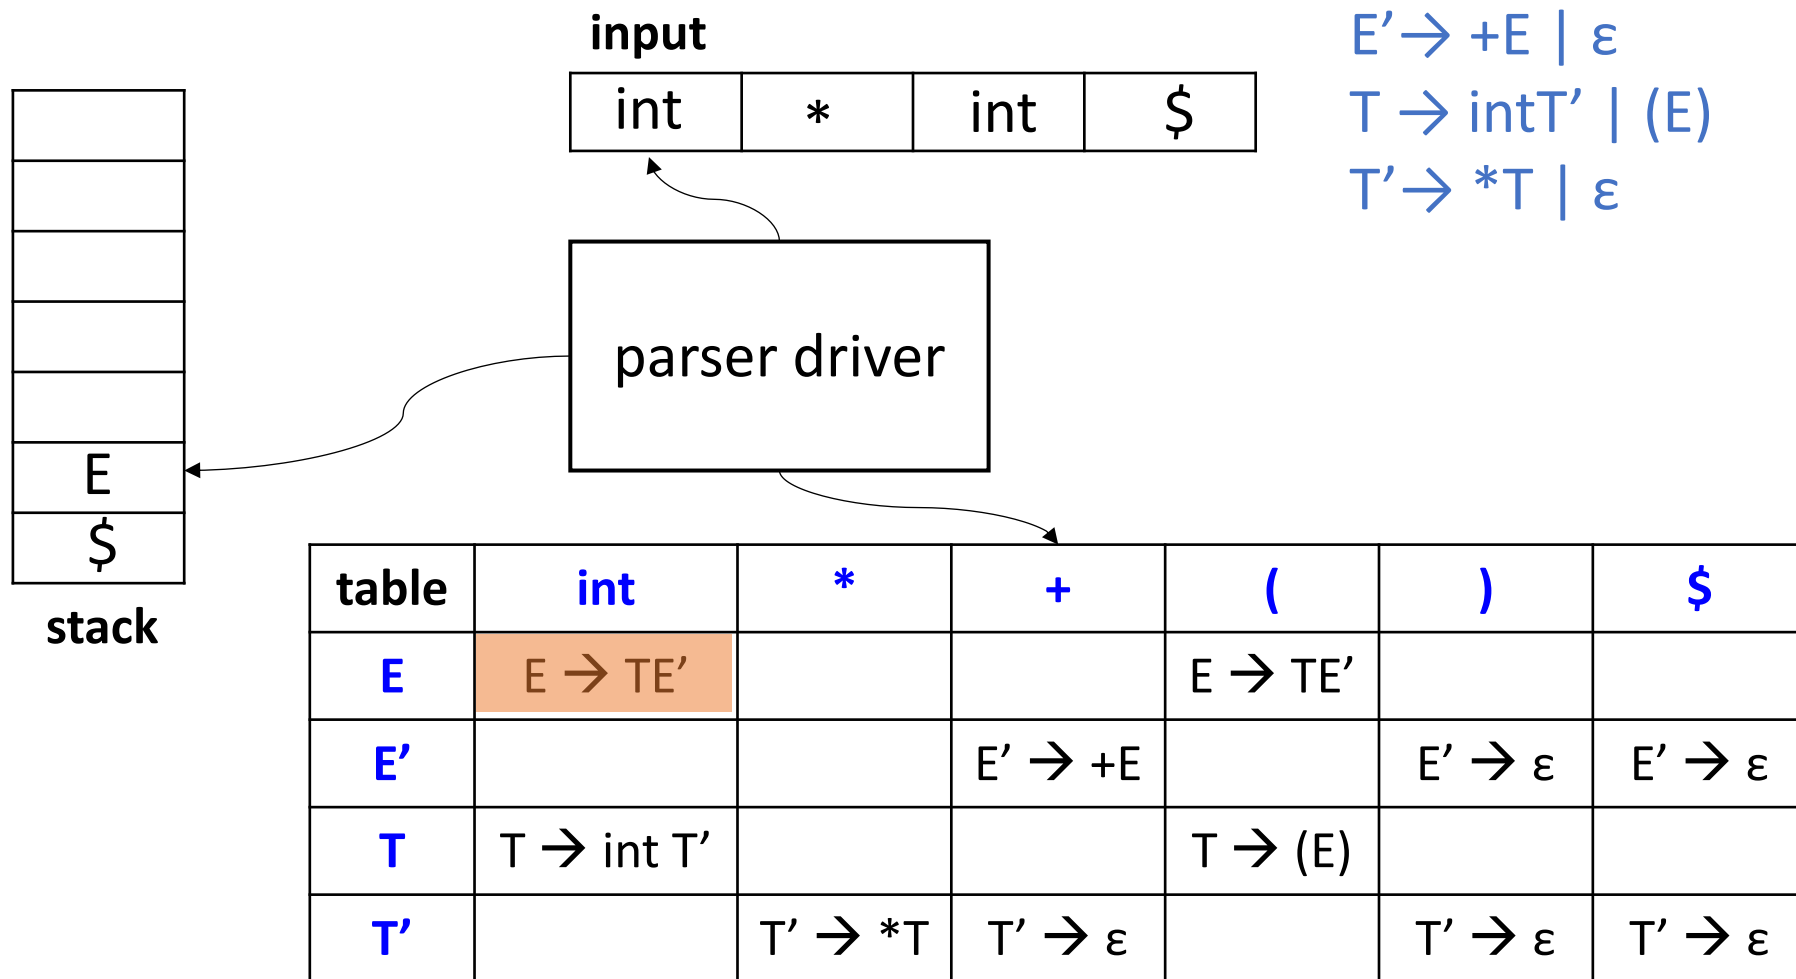 input
int * int $
E’→ +E | ε
T → intT’ | (E)
T’→ *T | ε
parser driver
E
$
stack
table int * + ( ) $
E E → TE’ E → TE’
E’ E’ → +E E’ → ε E’ → ε
T T → int T’ T → (E)
T’ T’ → *T T’ → ε T’ → ε T’ → ε